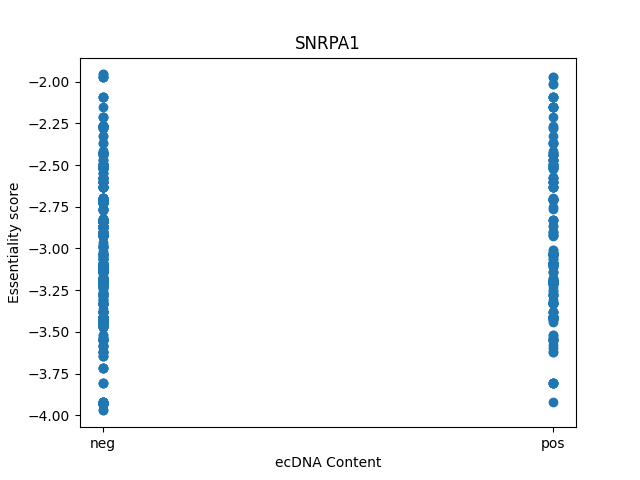 SNRPA1
Essentiality score
−2.00
−2.25
−2.50
−2.75
−3.00
−3.25
−3.50
−3.75
−4.00
neg
pos
ecDNA Content